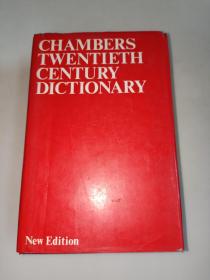 CHAMBERS
TWENTIETH
CENTURY
DICTIONARY
New Edition